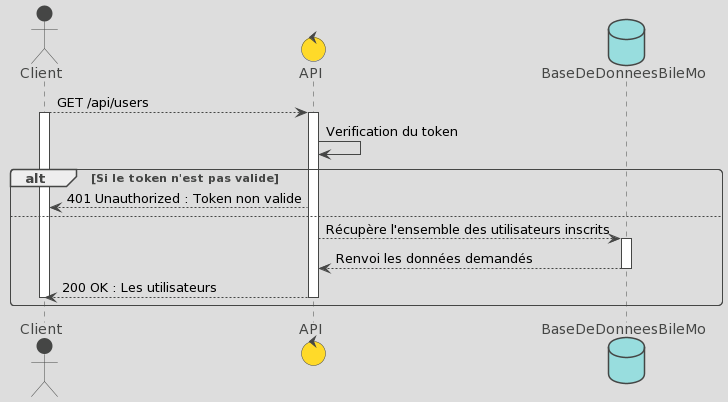 Client
API
BaseDeDonneesBileMo
GET /api/users
Verification du token
alt [Si le token n'est pas valide]
401 Unauthorized : Token non valide
Récupère l'ensemble des utilisateurs inscrits
Renvoi les données demandés
200 OK : Les utilisateurs
Client
API
BaseDeDonneesBileMo